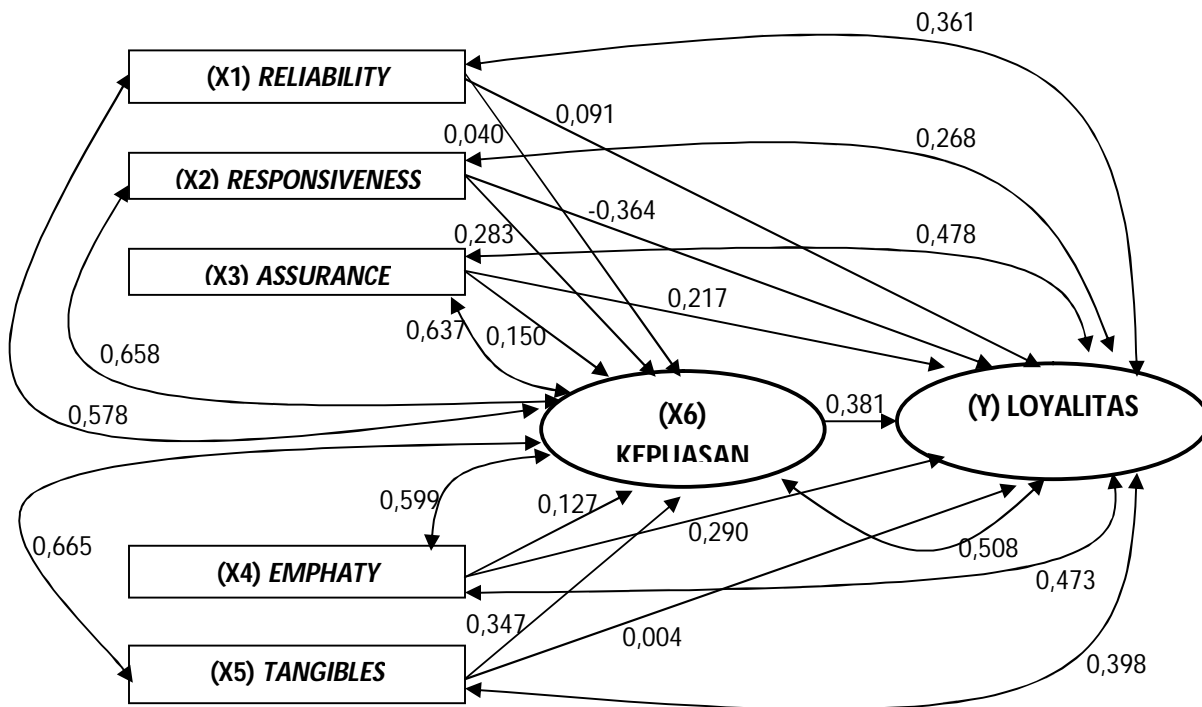 0,361
(X1) RELIABILITY
0,091
0,040
0,268
(X2) RESPONSIVENESS
-0,364
0,283
0,478
(X3) ASSURANCE
0,217
0,637
0,150
0,658
(X6)
KEPUASAN
0,381
(Y) LOYALITAS
0,578
0,599
0,127
0,290
0,508
0,665
(X4) EMPHATY
0,473
0,347
0,004
(X5) TANGIBLES
0,398